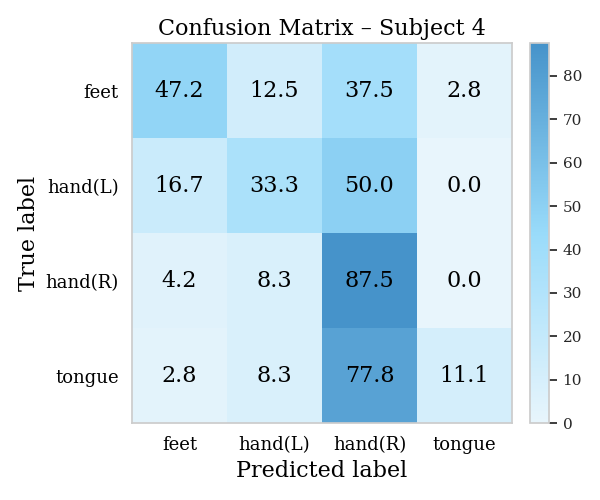 Confusion Matrix – Subject 4
True label
feet 47.2 12.5 37.5 2.8
hand(L) 16.7 33.3 50.0 0.0
hand(R) 4.2 8.3 87.5 0.0
tongue 2.8 8.3 77.8 11.1
feet hand(L) hand(R) tongue
Predicted label
80
70
60
50
40
30
20
10
0